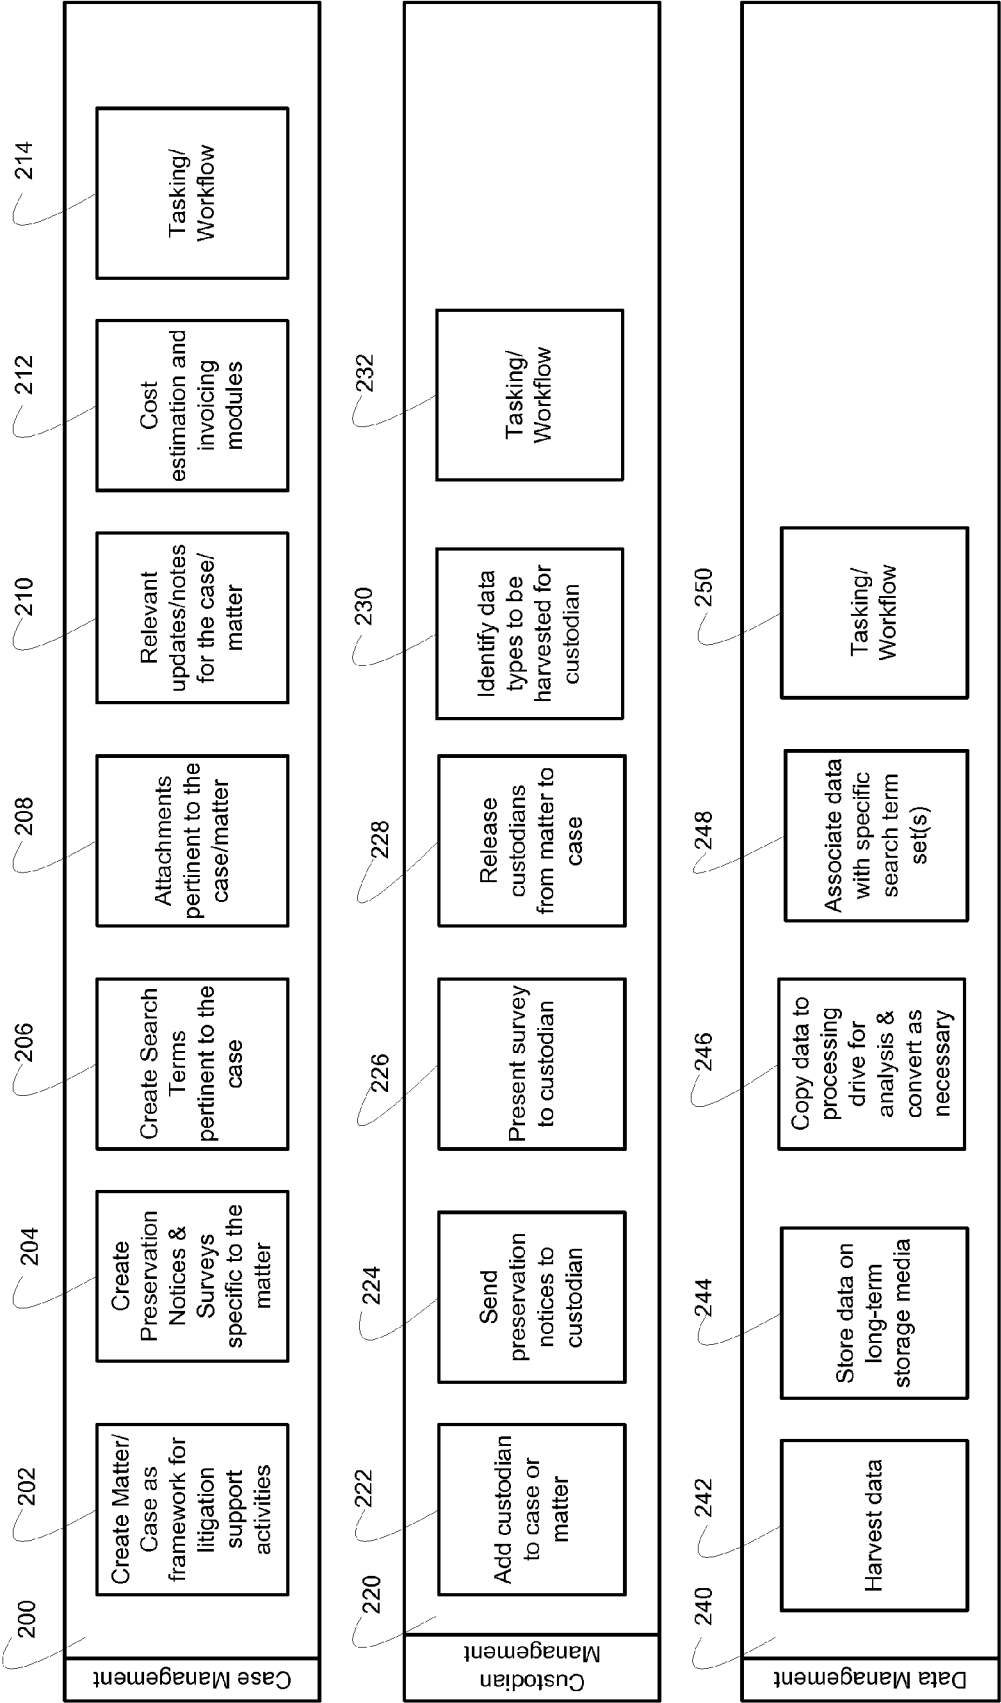 200
Case Management
202
Create Matter/
Case as
framework for
litigation
support
activities
204
Create
Preservation
Notices &
Surveys
specific to the
matter
206
Create Search
Terms
pertinent to the
case
208
Attachments
pertinent to the
case/matter
210
Relevant
updates/notes
for the case/
matter
212
Cost
estimation and
invoicing
modules
214
Tasking/
Workflow
220
Custodian
Management
222
Add custodian
to case or
matter
224
Send
preservation
notices to
custodian
226
Present survey
to custodian
228
Release
custodians
from matter to
case
230
Identify data
types to be
harvested for
custodian
232
Tasking/
Workflow
240
Data Management
242
Harvest data
244
Store data on
long-term
storage media
246
Copy data to
processing
drive for
analysis &
convert as
necessary
248
Associate data
with specific
search term
set(s)
250
Tasking/
Workflow